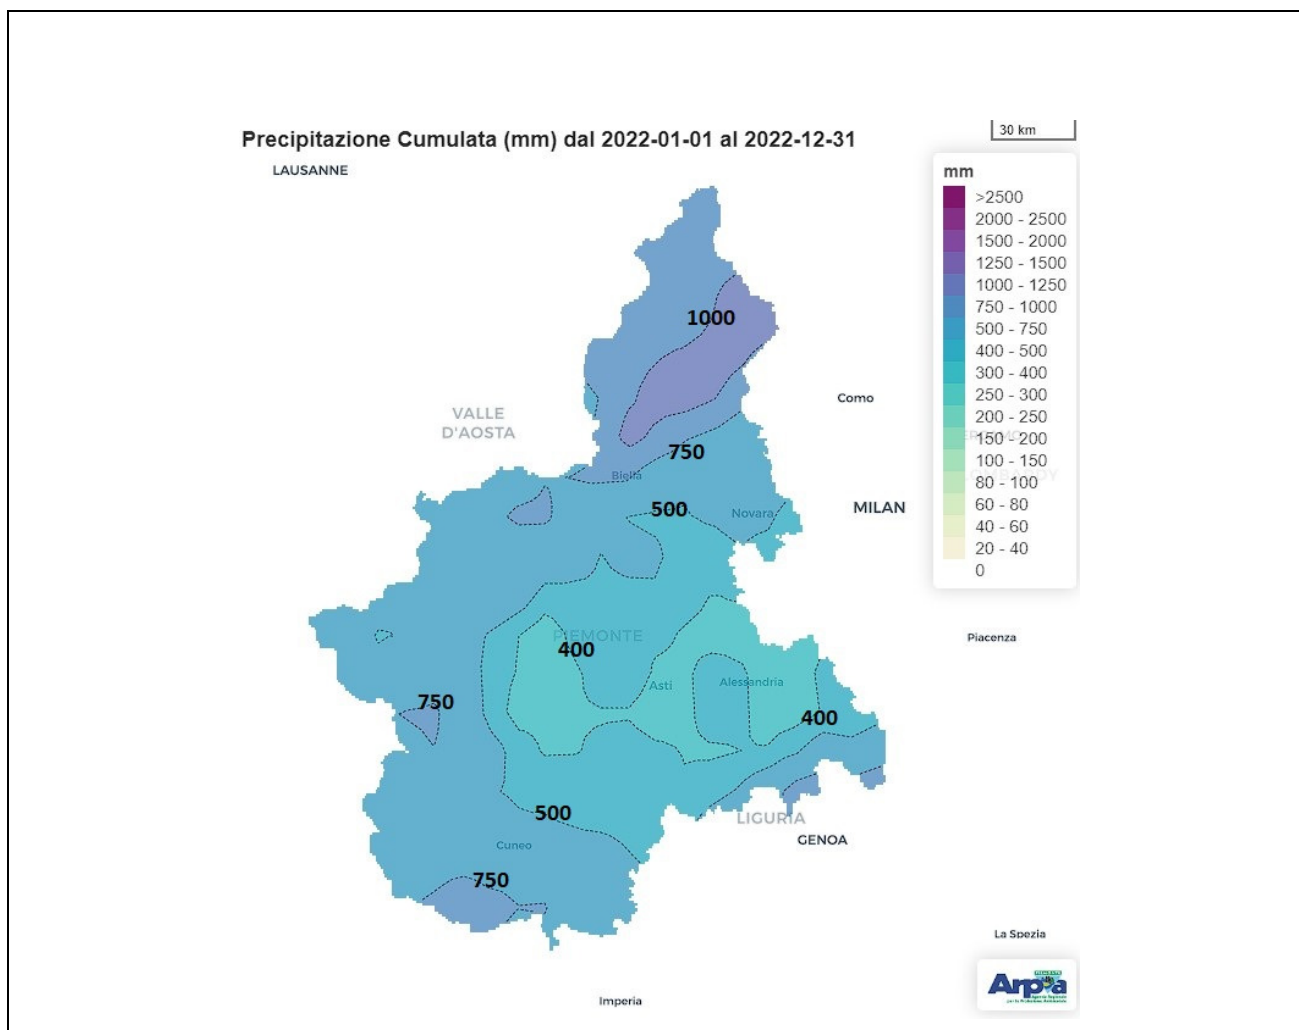 30 km
Precipitazione Cumulata (mm) dal 2022-01-01 al 2022-12-31
LAUSANNE
mm
>2500
2000 - 2500
1500 - 2000
1250 - 1500
1000 - 1250
750 - 1000
500 - 750
400 - 500
300 - 400
250 - 300
200 - 250
150 - 200
100 - 150
80 - 100
60 - 80
40 - 60
20 - 40
0
1000
Como
VALLE
D'AOSTA
750
Biella
500
Novara
MILAN
PIEMONTE
400
Piacenza
Asti
Alessandria
750
400
500
LIGURIA
GENOA
Cuneo
750
La Spezia
Imperia
Arpa